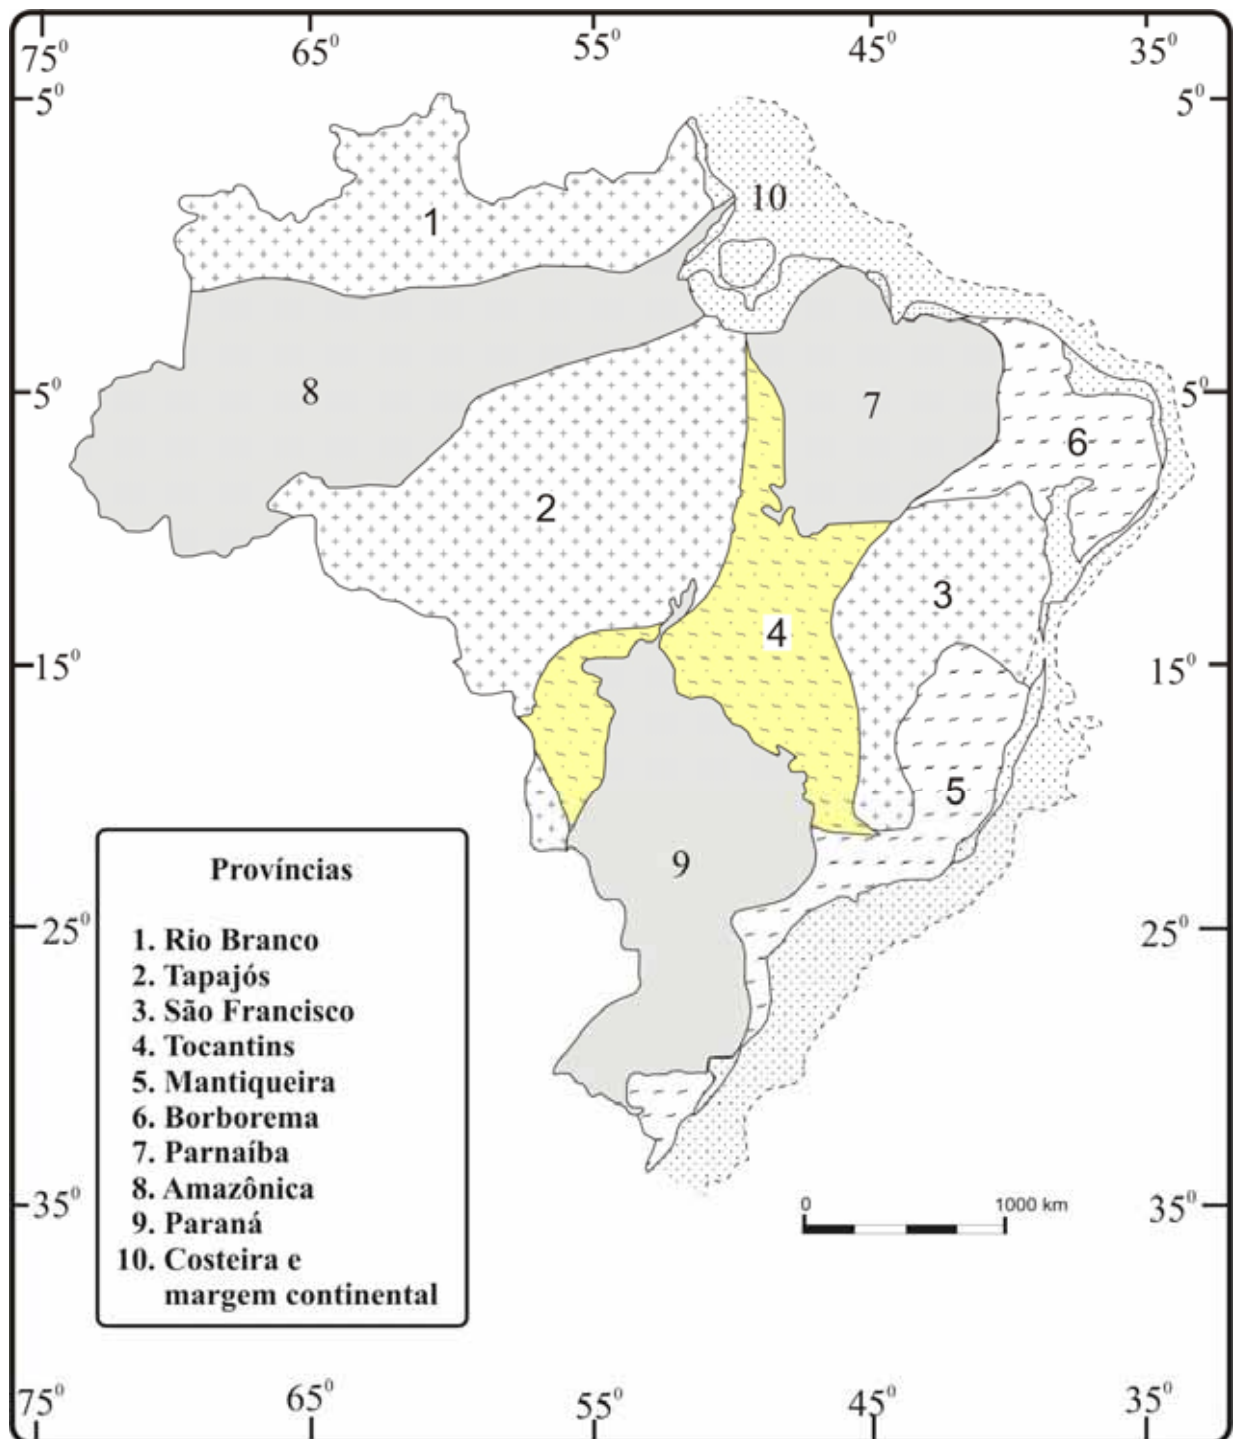 75⁰ 65⁰ 55⁰ 45⁰ 35⁰
5⁰ 5⁰
10
1
5⁰ 8 7 5⁰
6
2
3
4
15⁰ 15⁰
5
9
Províncias
25⁰ 25⁰
1. Rio Branco
2. Tapajós
3. São Francisco
4. Tocantins
5. Mantiqueira
6. Borborema
7. Parnaíba
8. Amazônica
35⁰ 0 1000 km 35⁰
9. Paraná
10. Costeira e
margem continental
75⁰ 65⁰ 55⁰ 45⁰ 35⁰